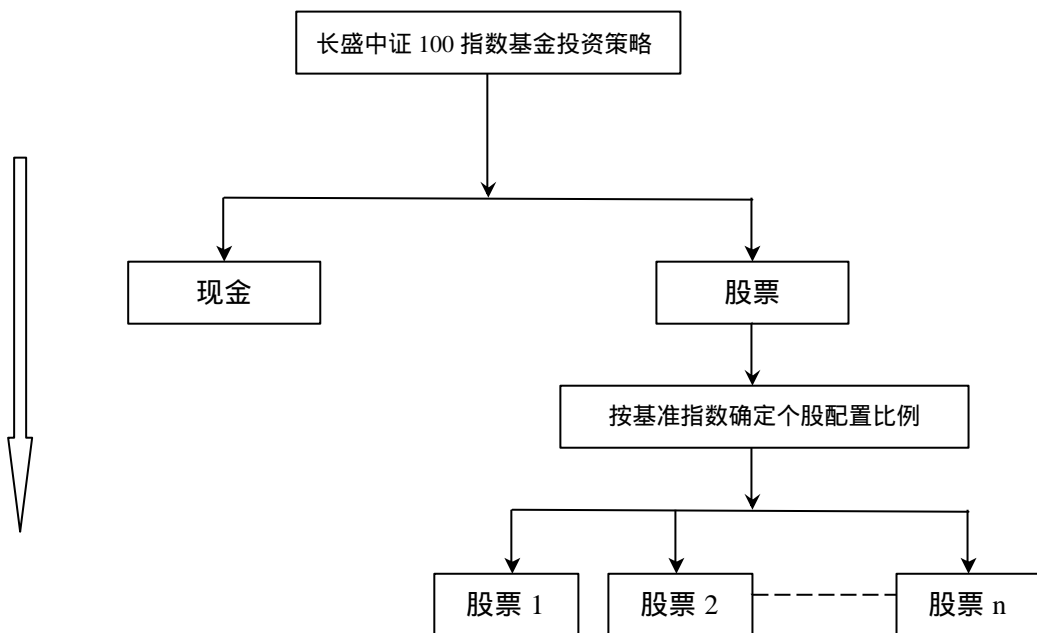 长盛中证 100 指数基金投资策略
现金
股票
按基准指数确定个股配置比例
股票 1
股票 2
股票 n